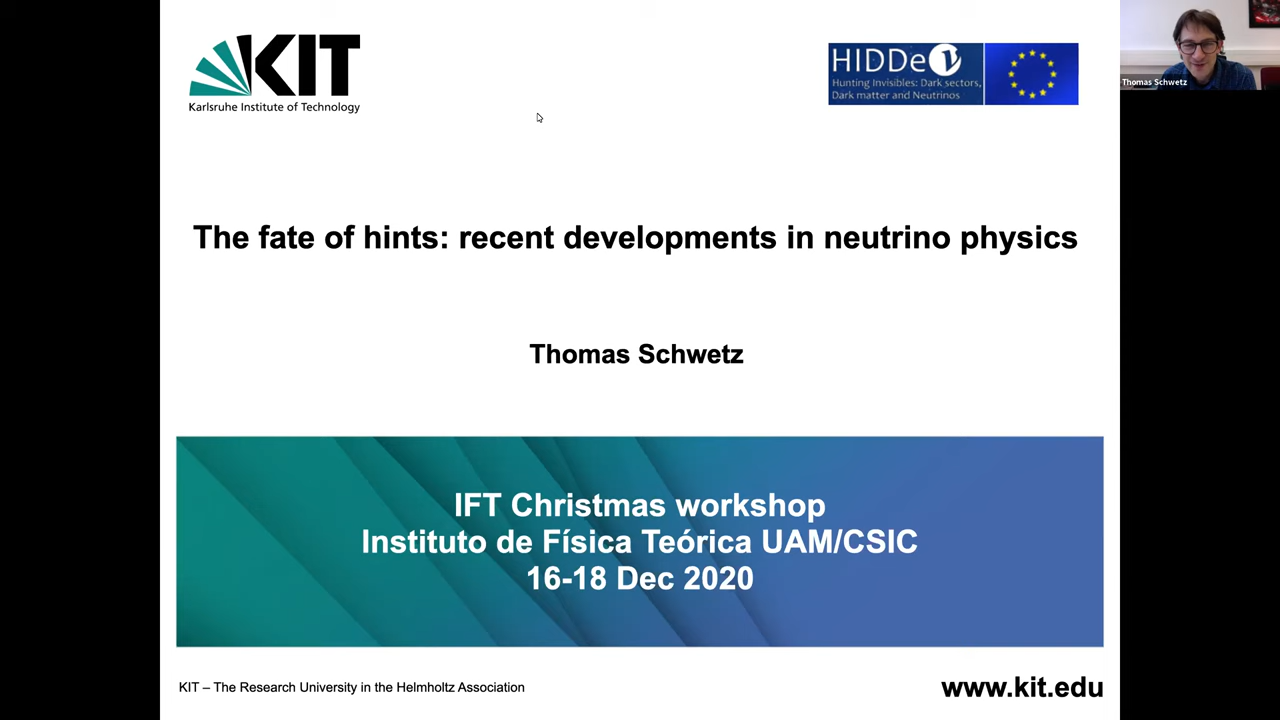 KIT
Karlsruhe Institute of Technology
HIDDeν
Hunting Invisibles: Dark sectors,
Dark matter and Neutrinos
Thomas Schwetz
The fate of hints: recent developments in neutrino physics
Thomas Schwetz
IFT Christmas workshop
Instituto de Física Teórica UAM/CSIC
16-18 Dec 2020
KIT – The Research University in the Helmholtz Association
www.kit.edu